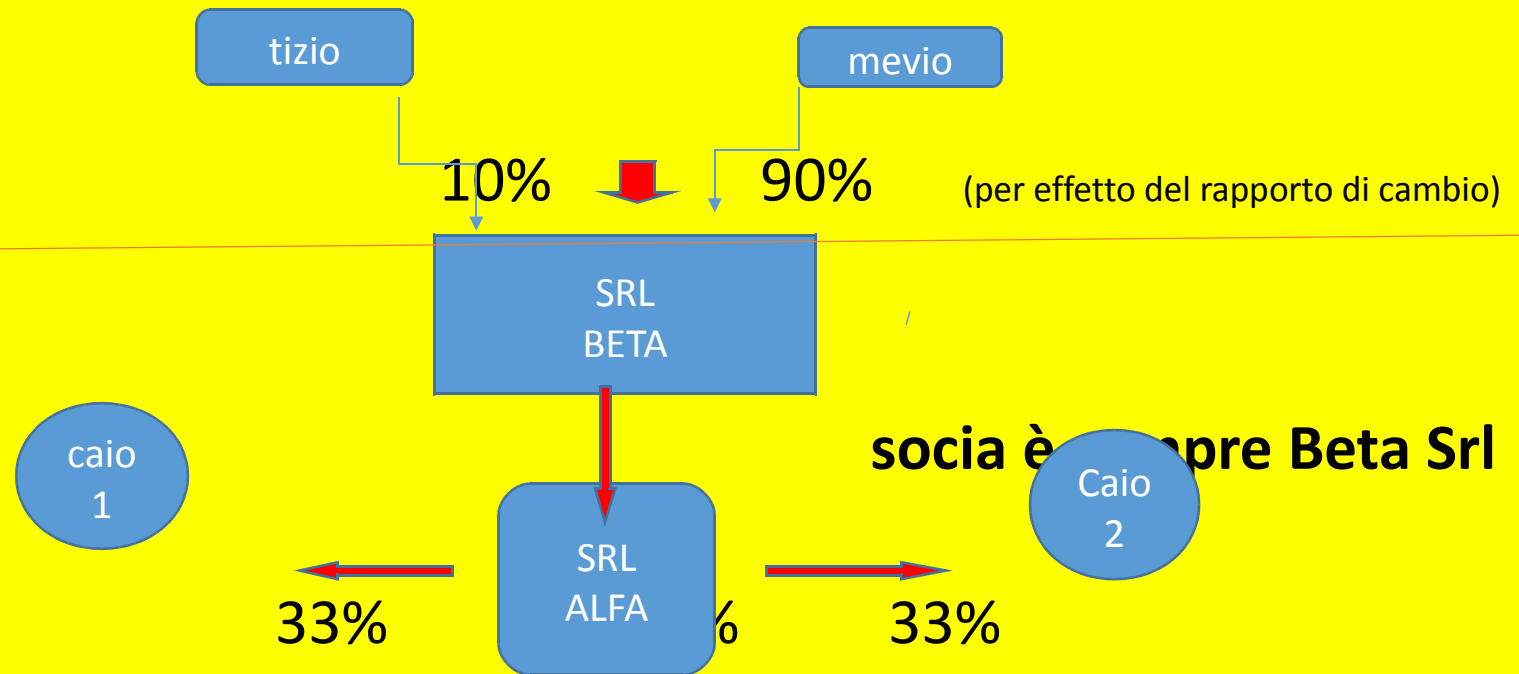 tizio
mevio
10% 90% (per effetto del rapporto di cambio)
SRL
BETA
/
socia è pre Beta Srl
caio
1
Caio
2
SRL
ALFA
33% % 33%